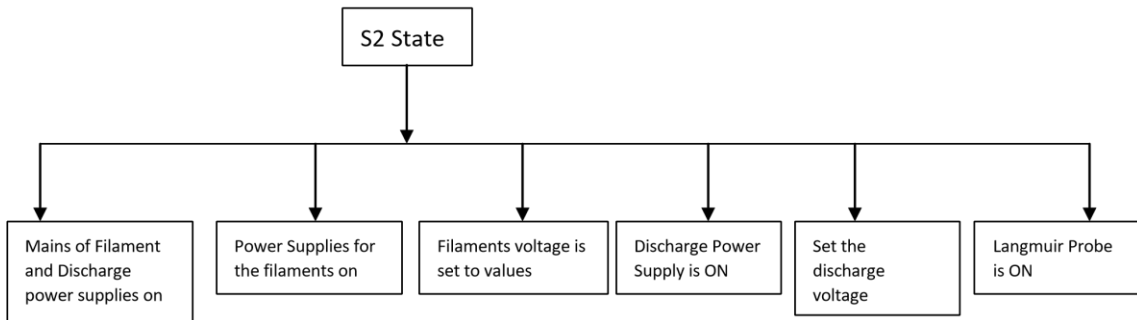 S2 State
Mains of Filament
and Discharge
power supplies on
Power Supplies for
the filaments on
Filaments voltage is
set to values
Discharge Power
Supply is ON
Set the
discharge
voltage
Langmuir Probe
is ON